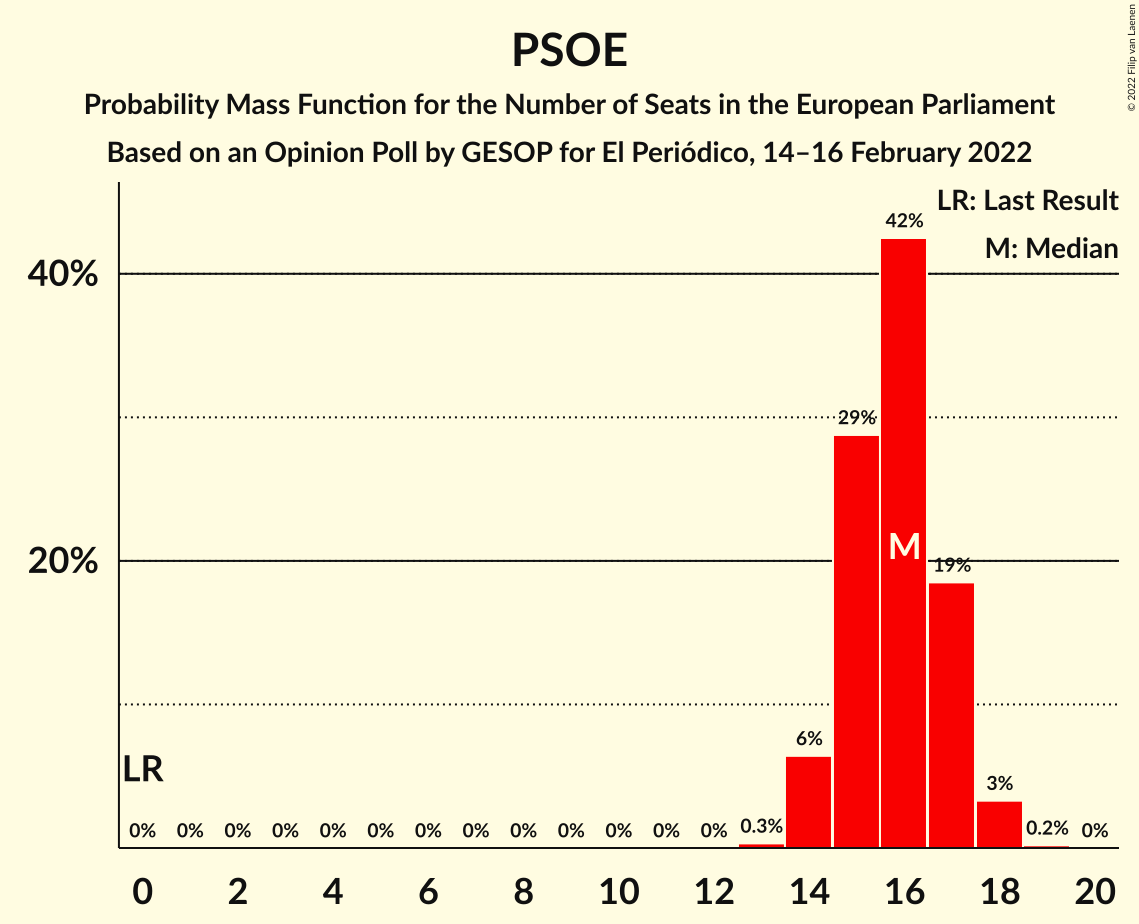 PSOE
Probability Mass Function for the Number of Seats in the European Parliament
Based on an Opinion Poll by GESOP for El Periódico, 14–16 February 2022
© 2022 Filip van Laenen
LR: Last Result
M: Median
40%
20%
42%
29%
M
19%
6%
3%
LR
0% 0% 0% 0% 0% 0% 0% 0% 0% 0% 0% 0% 0% 0.3% 0.2% 0%
0 2 4 6 8 10 12 14 16 18 20